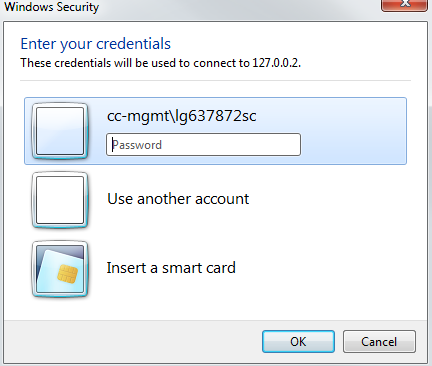 Windows Security
Enter your credentials
These credentials will be used to connect to 127.0.0.2.
cc-mgmt\lg637872sc
Password
Use another account
Insert a smart card
OK
Cancel